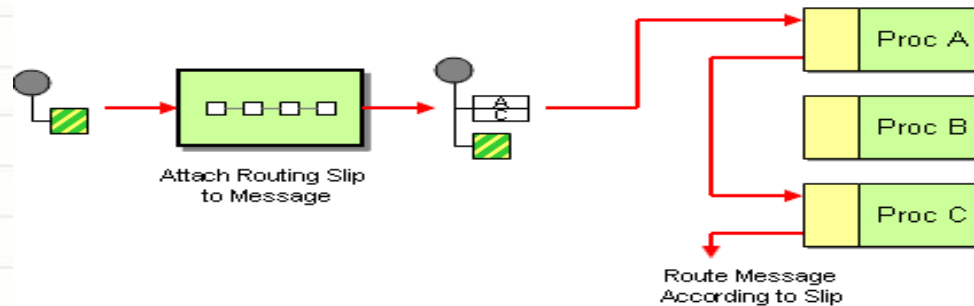 Proc A
A
C
Proc B
Attach Routing Slip
to Message
Proc C
Route Message
According to Slip